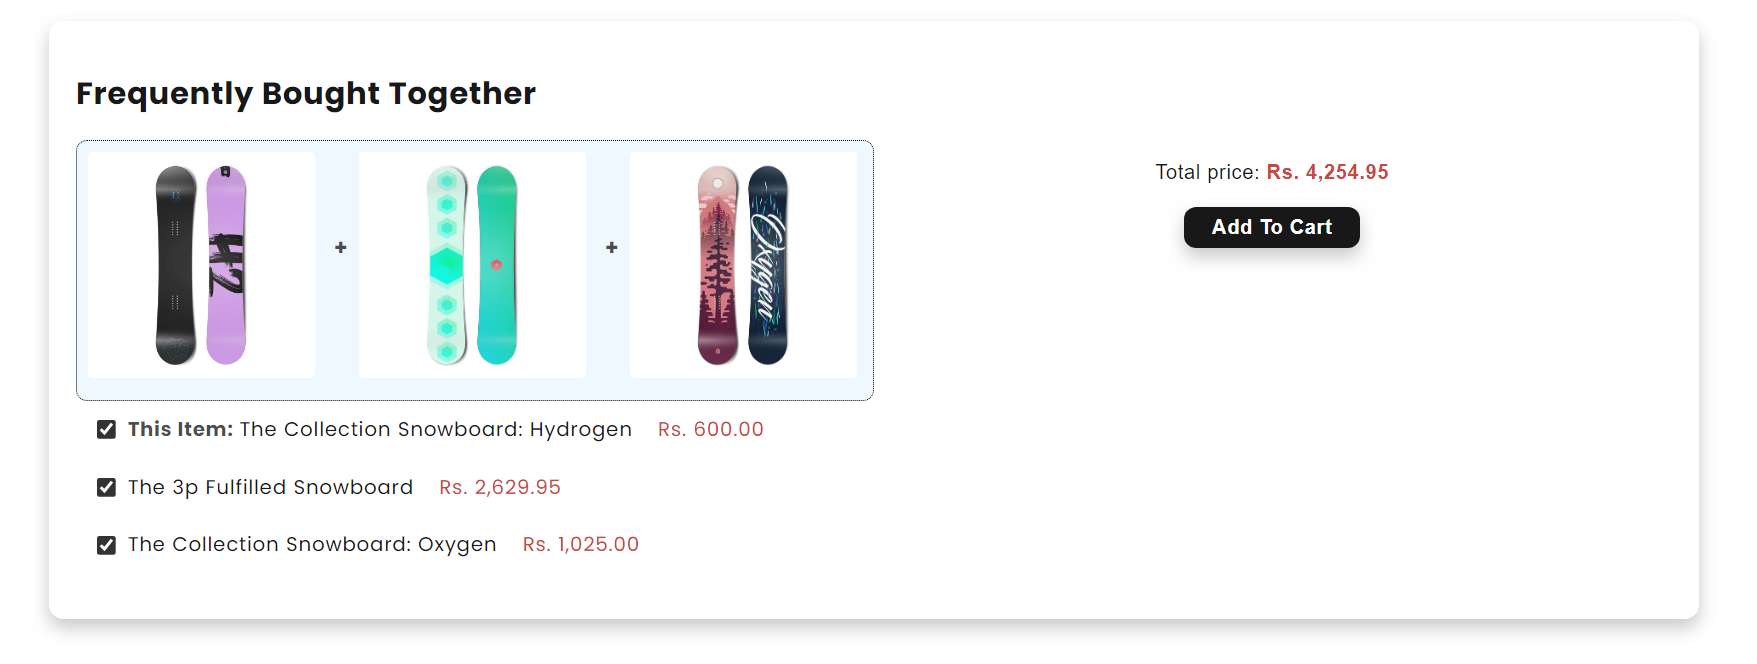 Frequently Bought Together
+ +
Oxygen
Total price: Rs. 4,254.95
Add To Cart
This Item: The Collection Snowboard: Hydrogen Rs. 600.00
The 3p Fulfilled Snowboard Rs. 2,629.95
The Collection Snowboard: Oxygen Rs. 1,025.00